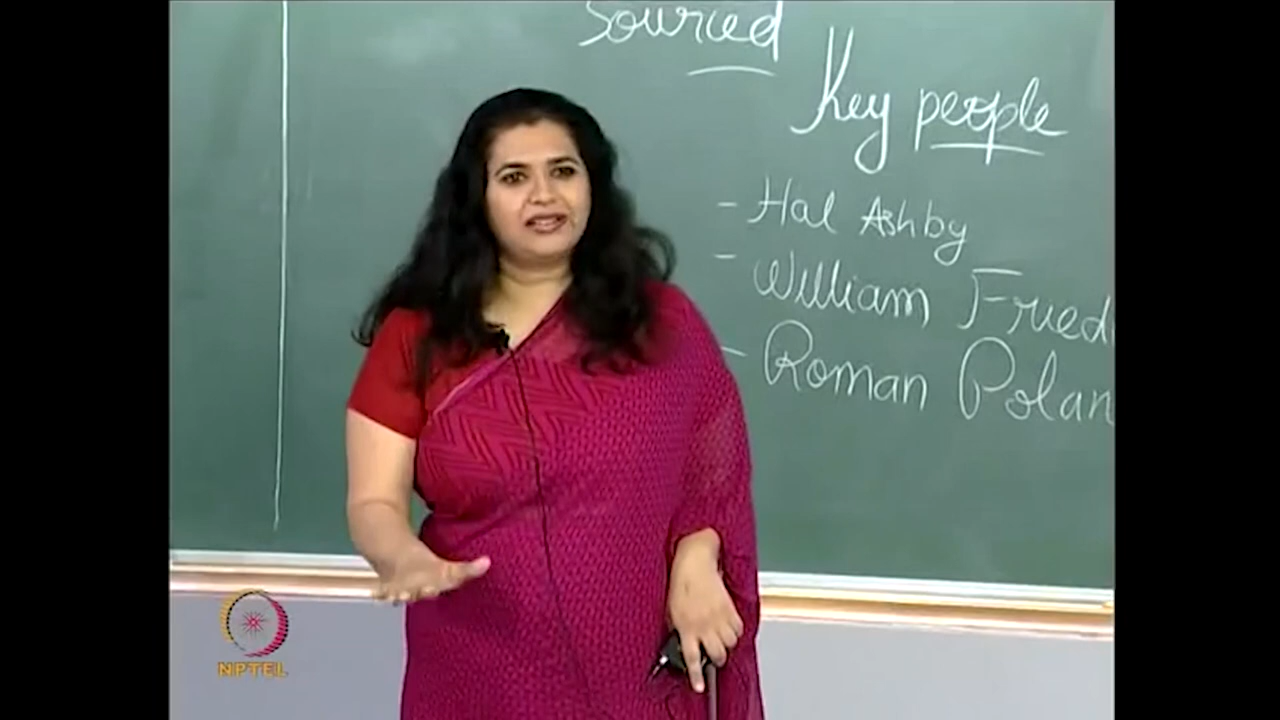 Sourced
Key people
- Hal Ashby
- William Fried
- Roman Polan
NPTEL